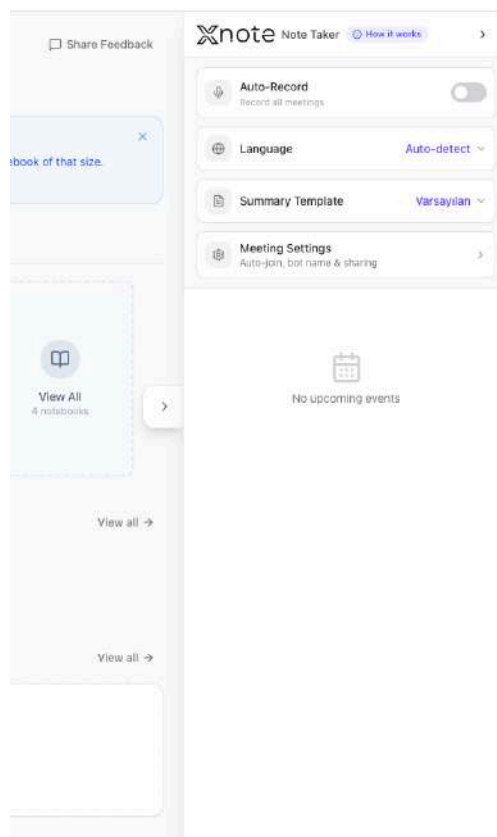 Share Feedback
ebook of that size.
View All
4 notebooks
View all →
View all →
Xnote Note Taker How it works
Auto-Record
Record all meetings
Language Auto-detect
Summary Template Varsayılan
Meeting Settings
Auto-join, bot name & sharing
No upcoming events